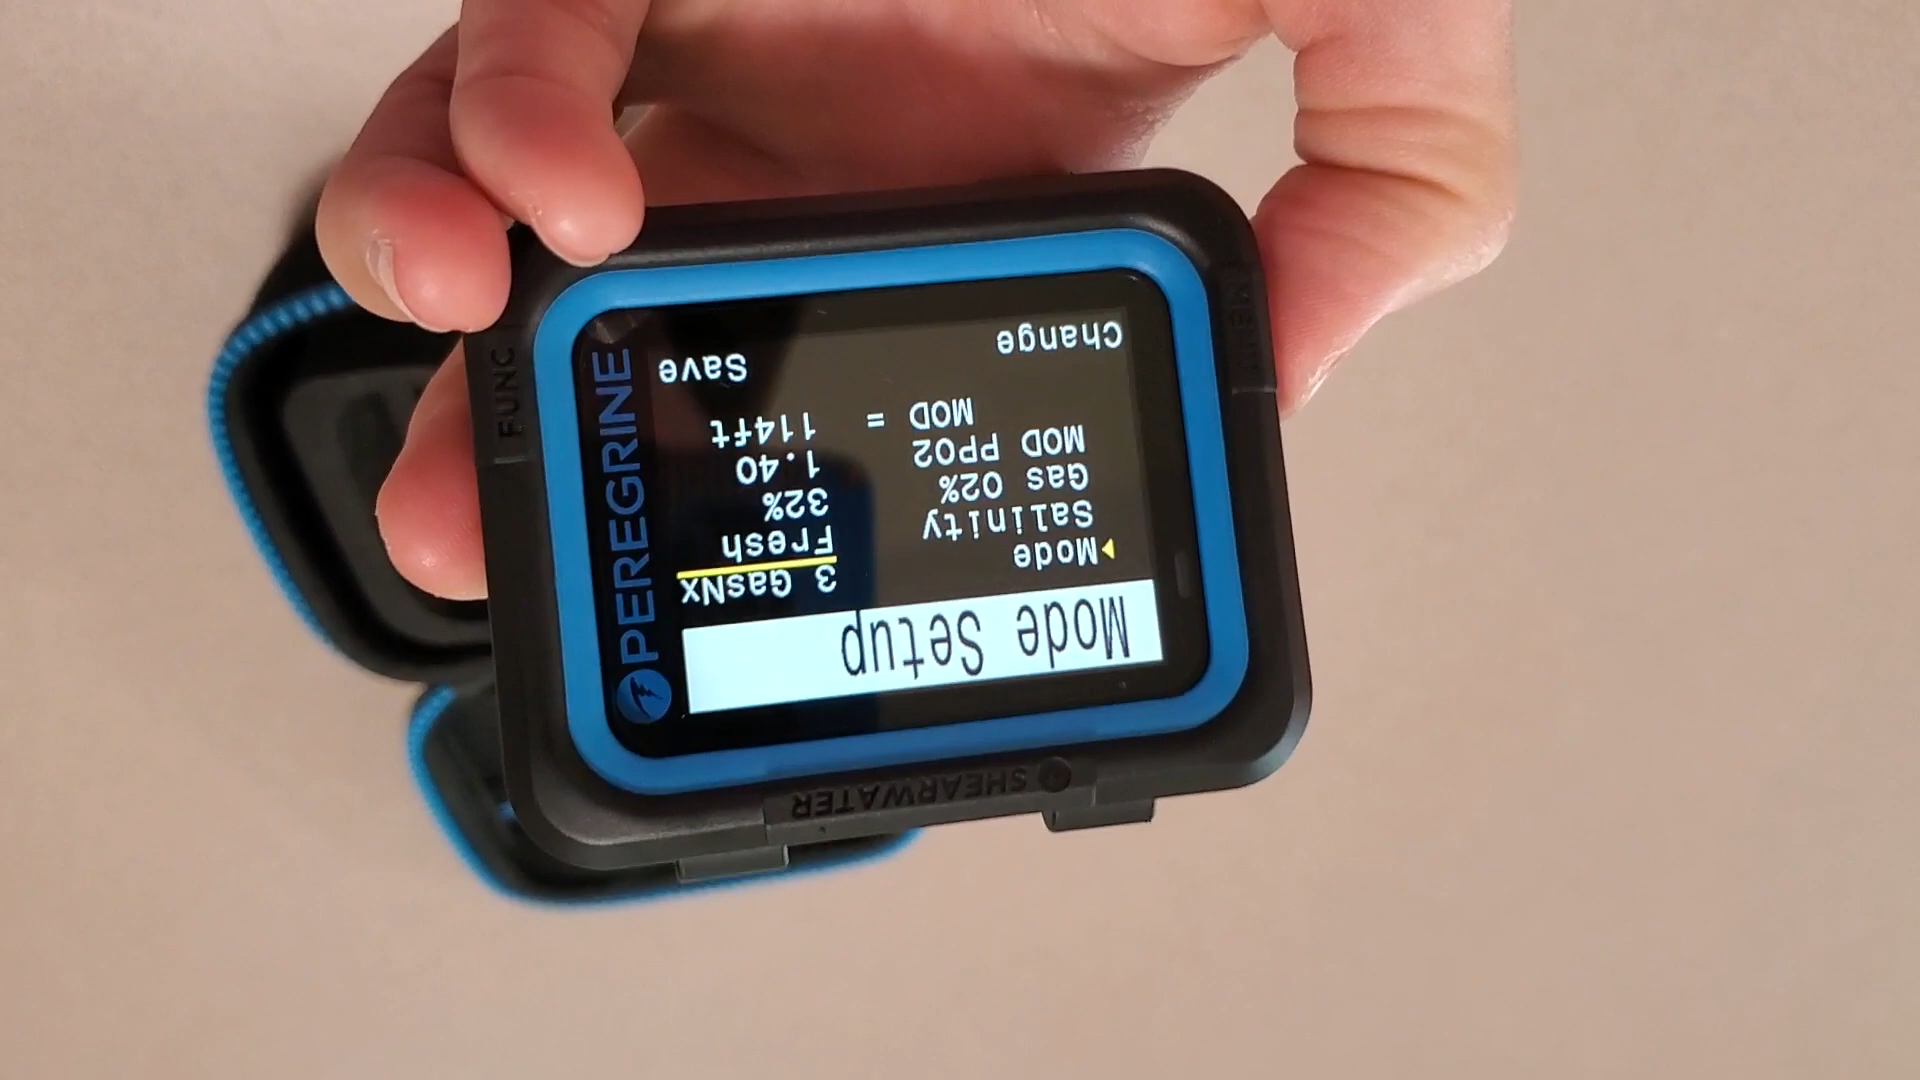 SHEARWATER
PEREGRINE
Mode Setup
Mode 3 GasNx
Salinity Fresh
Gas O2% 32%
MOD PPO2 1.40
MOD = 114ft
Change Save
MENU
FUNC